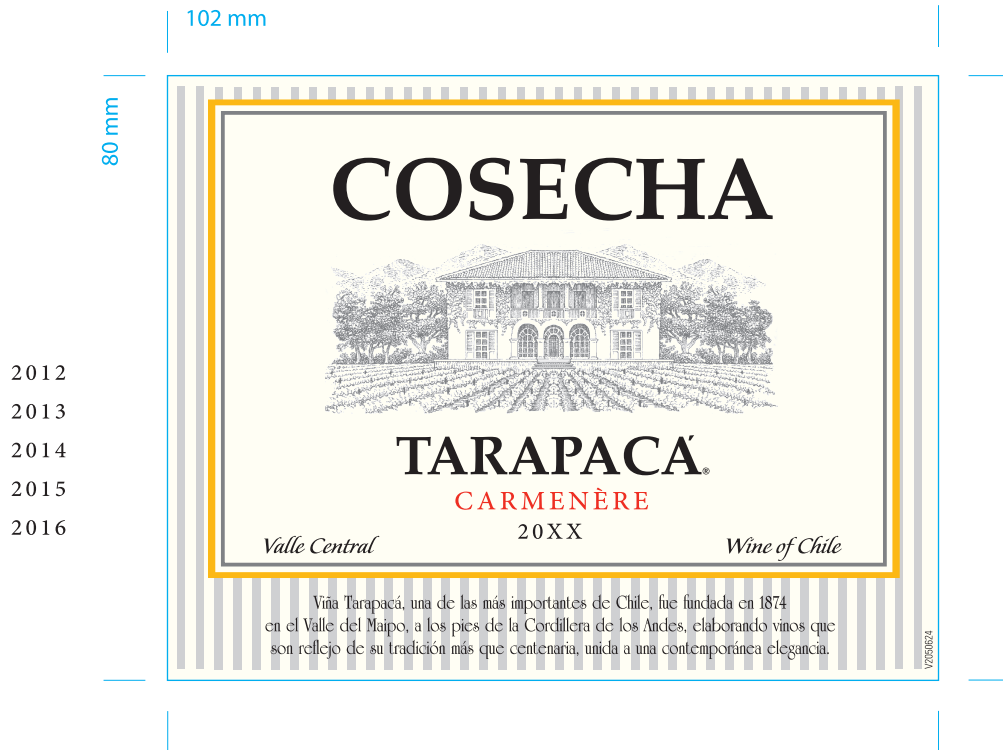 102 mm
80 mm
COSECHA
TARAPACÁ®
CARMENÈRE
20XX
Valle Central
Wine of Chile
Viña Tarapacá, una de las más importantes de Chile, fue fundada en 1874
en el Valle del Maipo, a los pies de la Cordillera de los Andes, elaborando vinos que
son reflejo de su tradición más que centenaria, unida a una contemporánea elegancia.
V2050624
2012
2013
2014
2015
2016